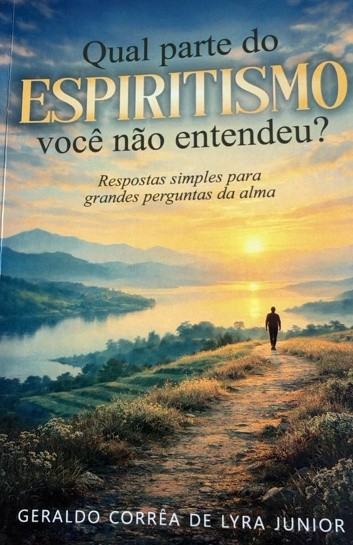 Qual parte do
ESPIRITISMO
você não entendeu?
Respostas simples para
grandes perguntas da alma
GERALDO CORRÊA DE LYRA JUNIOR